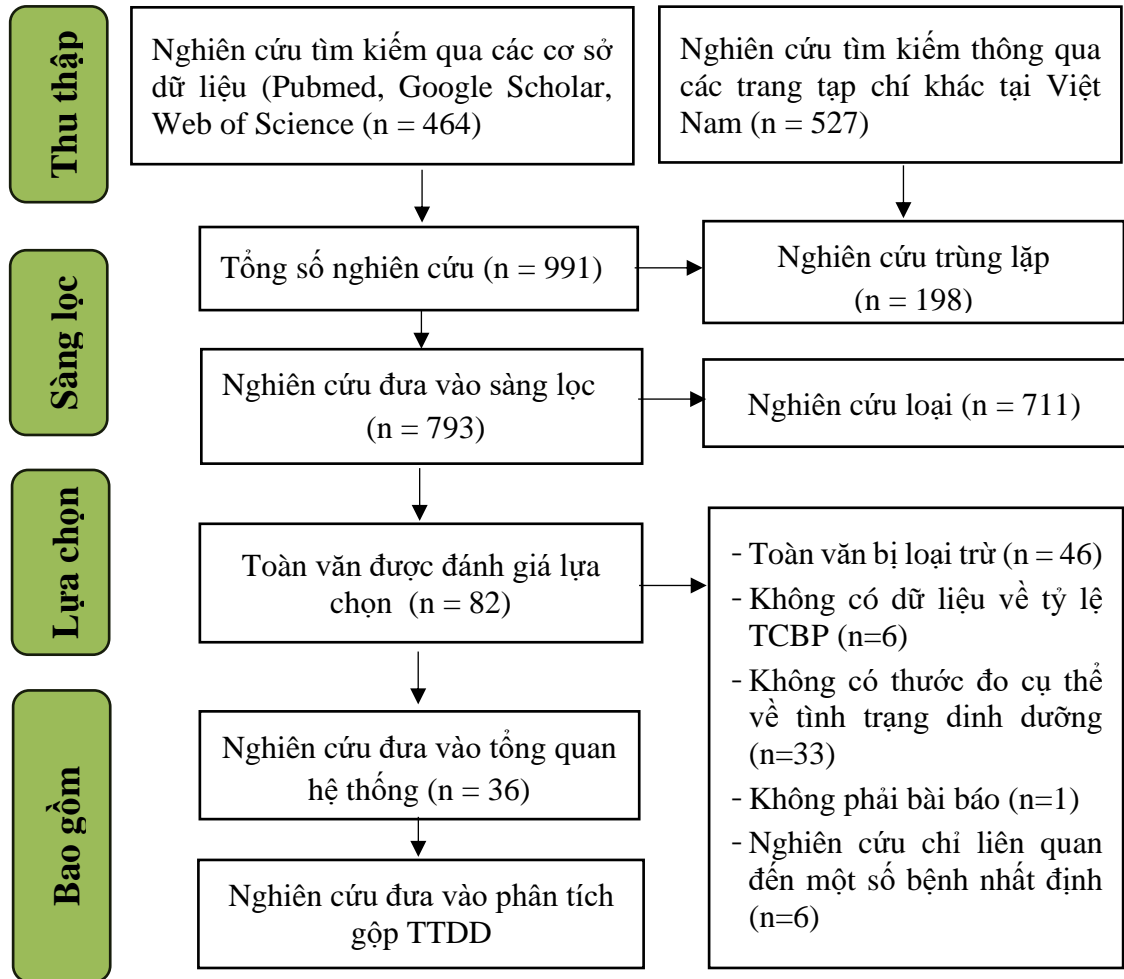 Thu thập
Nghiên cứu tìm kiếm qua các cơ sở
dữ liệu (Pubmed, Google Scholar,
Web of Science (n = 464)
Nghiên cứu tìm kiếm thông qua
các trang tạp chí khác tại Việt
Nam (n = 527)
Sàng lọc
Tổng số nghiên cứu (n = 991)
Nghiên cứu trùng lặp
(n = 198)
Nghiên cứu đưa vào sàng lọc
(n = 793)
Nghiên cứu loại (n = 711)
Lựa chọn
Toàn văn được đánh giá lựa
chọn (n = 82)
- Toàn văn bị loại trừ (n = 46)
- Không có dữ liệu về tỷ lệ
TCBP (n=6)
- Không có thước đo cụ thể
về tình trạng dinh dưỡng
(n=33)
- Không phải bài báo (n=1)
- Nghiên cứu chỉ liên quan
đến một số bệnh nhất định
(n=6)
Bao gồm
Nghiên cứu đưa vào tổng quan
hệ thống (n = 36)
Nghiên cứu đưa vào phân tích
gộp TTDD